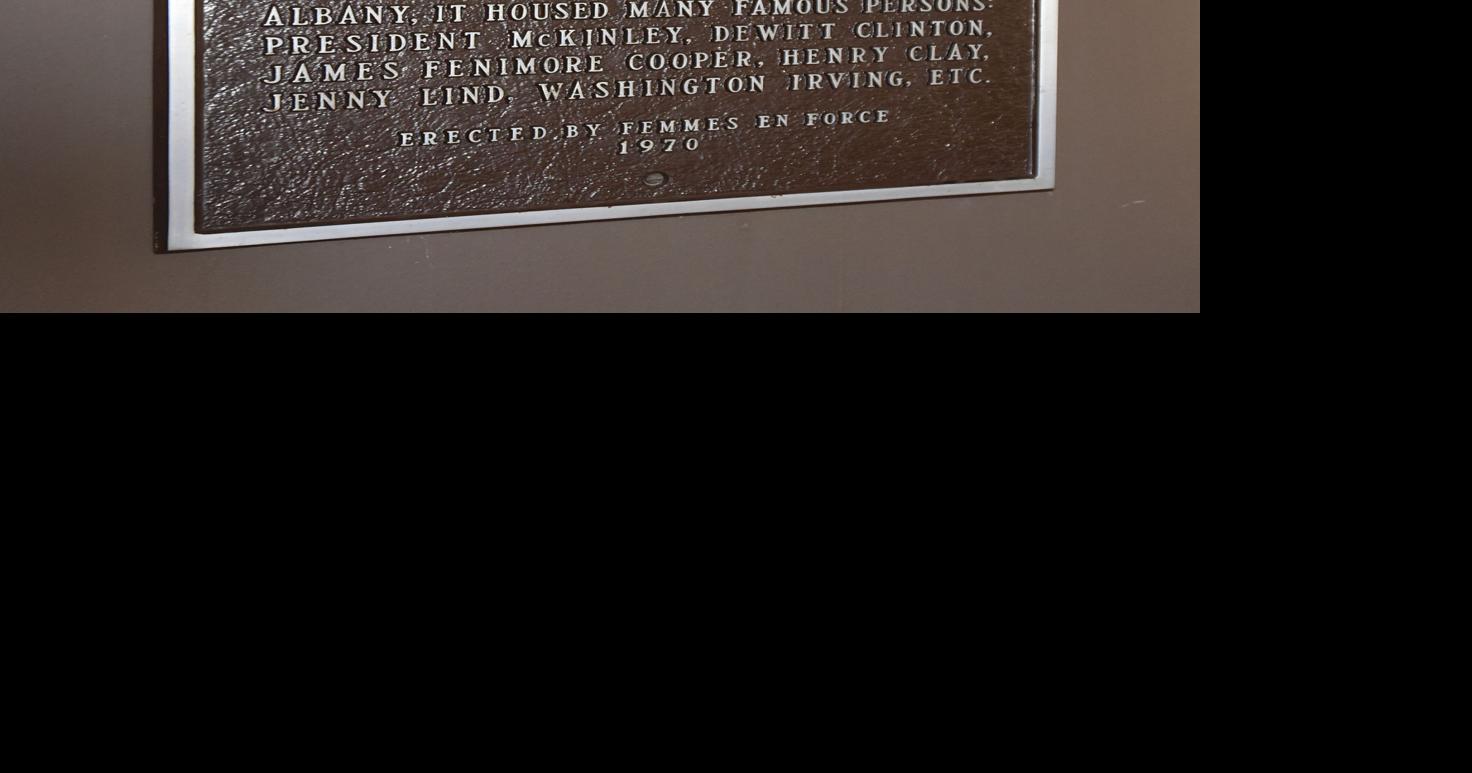 ALBANY, IT HOUSED MANY FAMOUS PERSONS:
PRESIDENT McKINLEY, DEWITT CLINTON,
JAMES FENIMORE COOPER, HENRY CLAY,
JENNY LIND, WASHINGTON IRVING, ETC.
ERECTED BY FEMMES EN FORCE
1970